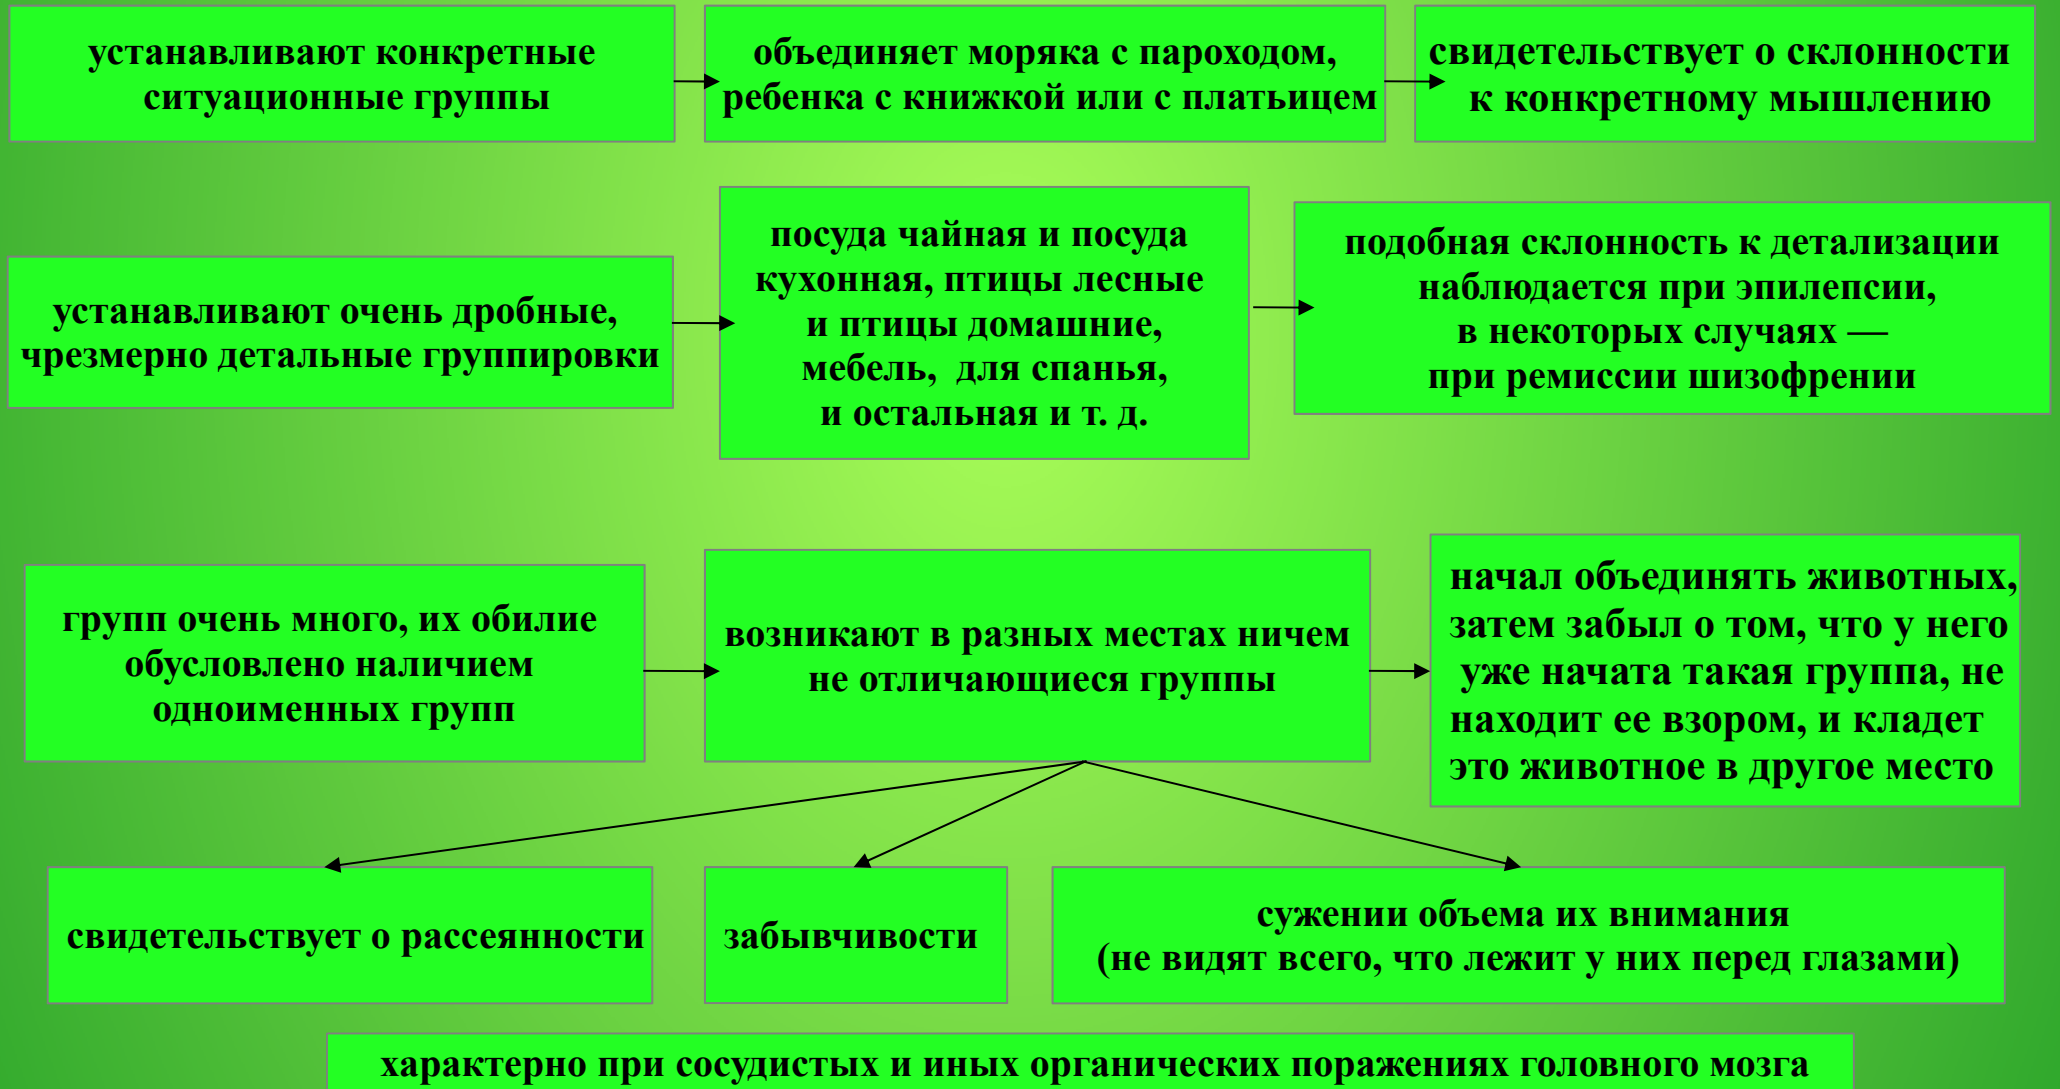 устанавливают конкретные
ситуационные группы
объединяет моряка с пароходом,
ребенка с книжкой или с платьицем
свидетельствует о склонности
к конкретному мышлению
устанавливают очень дробные,
чрезмерно детальные группировки
посуда чайная и посуда
кухонная, птицы лесные
и птицы домашние,
мебель, для спанья,
и остальная и т. д.
подобная склонность к детализации
наблюдается при эпилепсии,
в некоторых случаях —
при ремиссии шизофрении
групп очень много, их обилие
обусловлено наличием
одноименных групп
возникают в разных местах ничем
не отличающиеся группы
начал объединять животных,
затем забыл о том, что у него
уже начата такая группа, не
находит ее взором, и кладет
это животное в другое место
свидетельствует о рассеянности
забывчивости
сужении объема их внимания
(не видят всего, что лежит у них перед глазами)
характерно при сосудистых и иных органических поражениях головного мозга